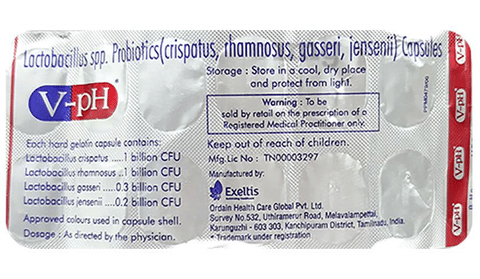 Lactobacillus spp. Probiotics(crispatus, rhamnosus, gasseri, jensenii) Capsules
V-pH®
Storage : Store in a cool, dry place
and protect from light.
Warning : To be
sold by retail on the prescription of a
Registered Medical Practitioner only.
Each hard gelatin capsule contains:
Lactobacillus crispatus .....1 billion CFU
Lactobacillus rhamnosus ..1 billion CFU
Lactobacillus gasseri .....0.3 billion CFU
Lactobacillus jensenii ....0.2 billion CFU
Approved colours used in capsule shell.
Dosage : As directed by the physician.
Keep out of reach of children.
Mfg.Lic No : TN00003297
Manufactured by:
Exeltis
Ordain Health Care Global Pvt. Ltd.
Survey No.532, Uthiramerur Road, Melavalampettai,
Karunguzhi - 603 303, Kanchipuram District, Tamilnadu, India.
* Trademark under registration
V-pH
V-pH
V-pH